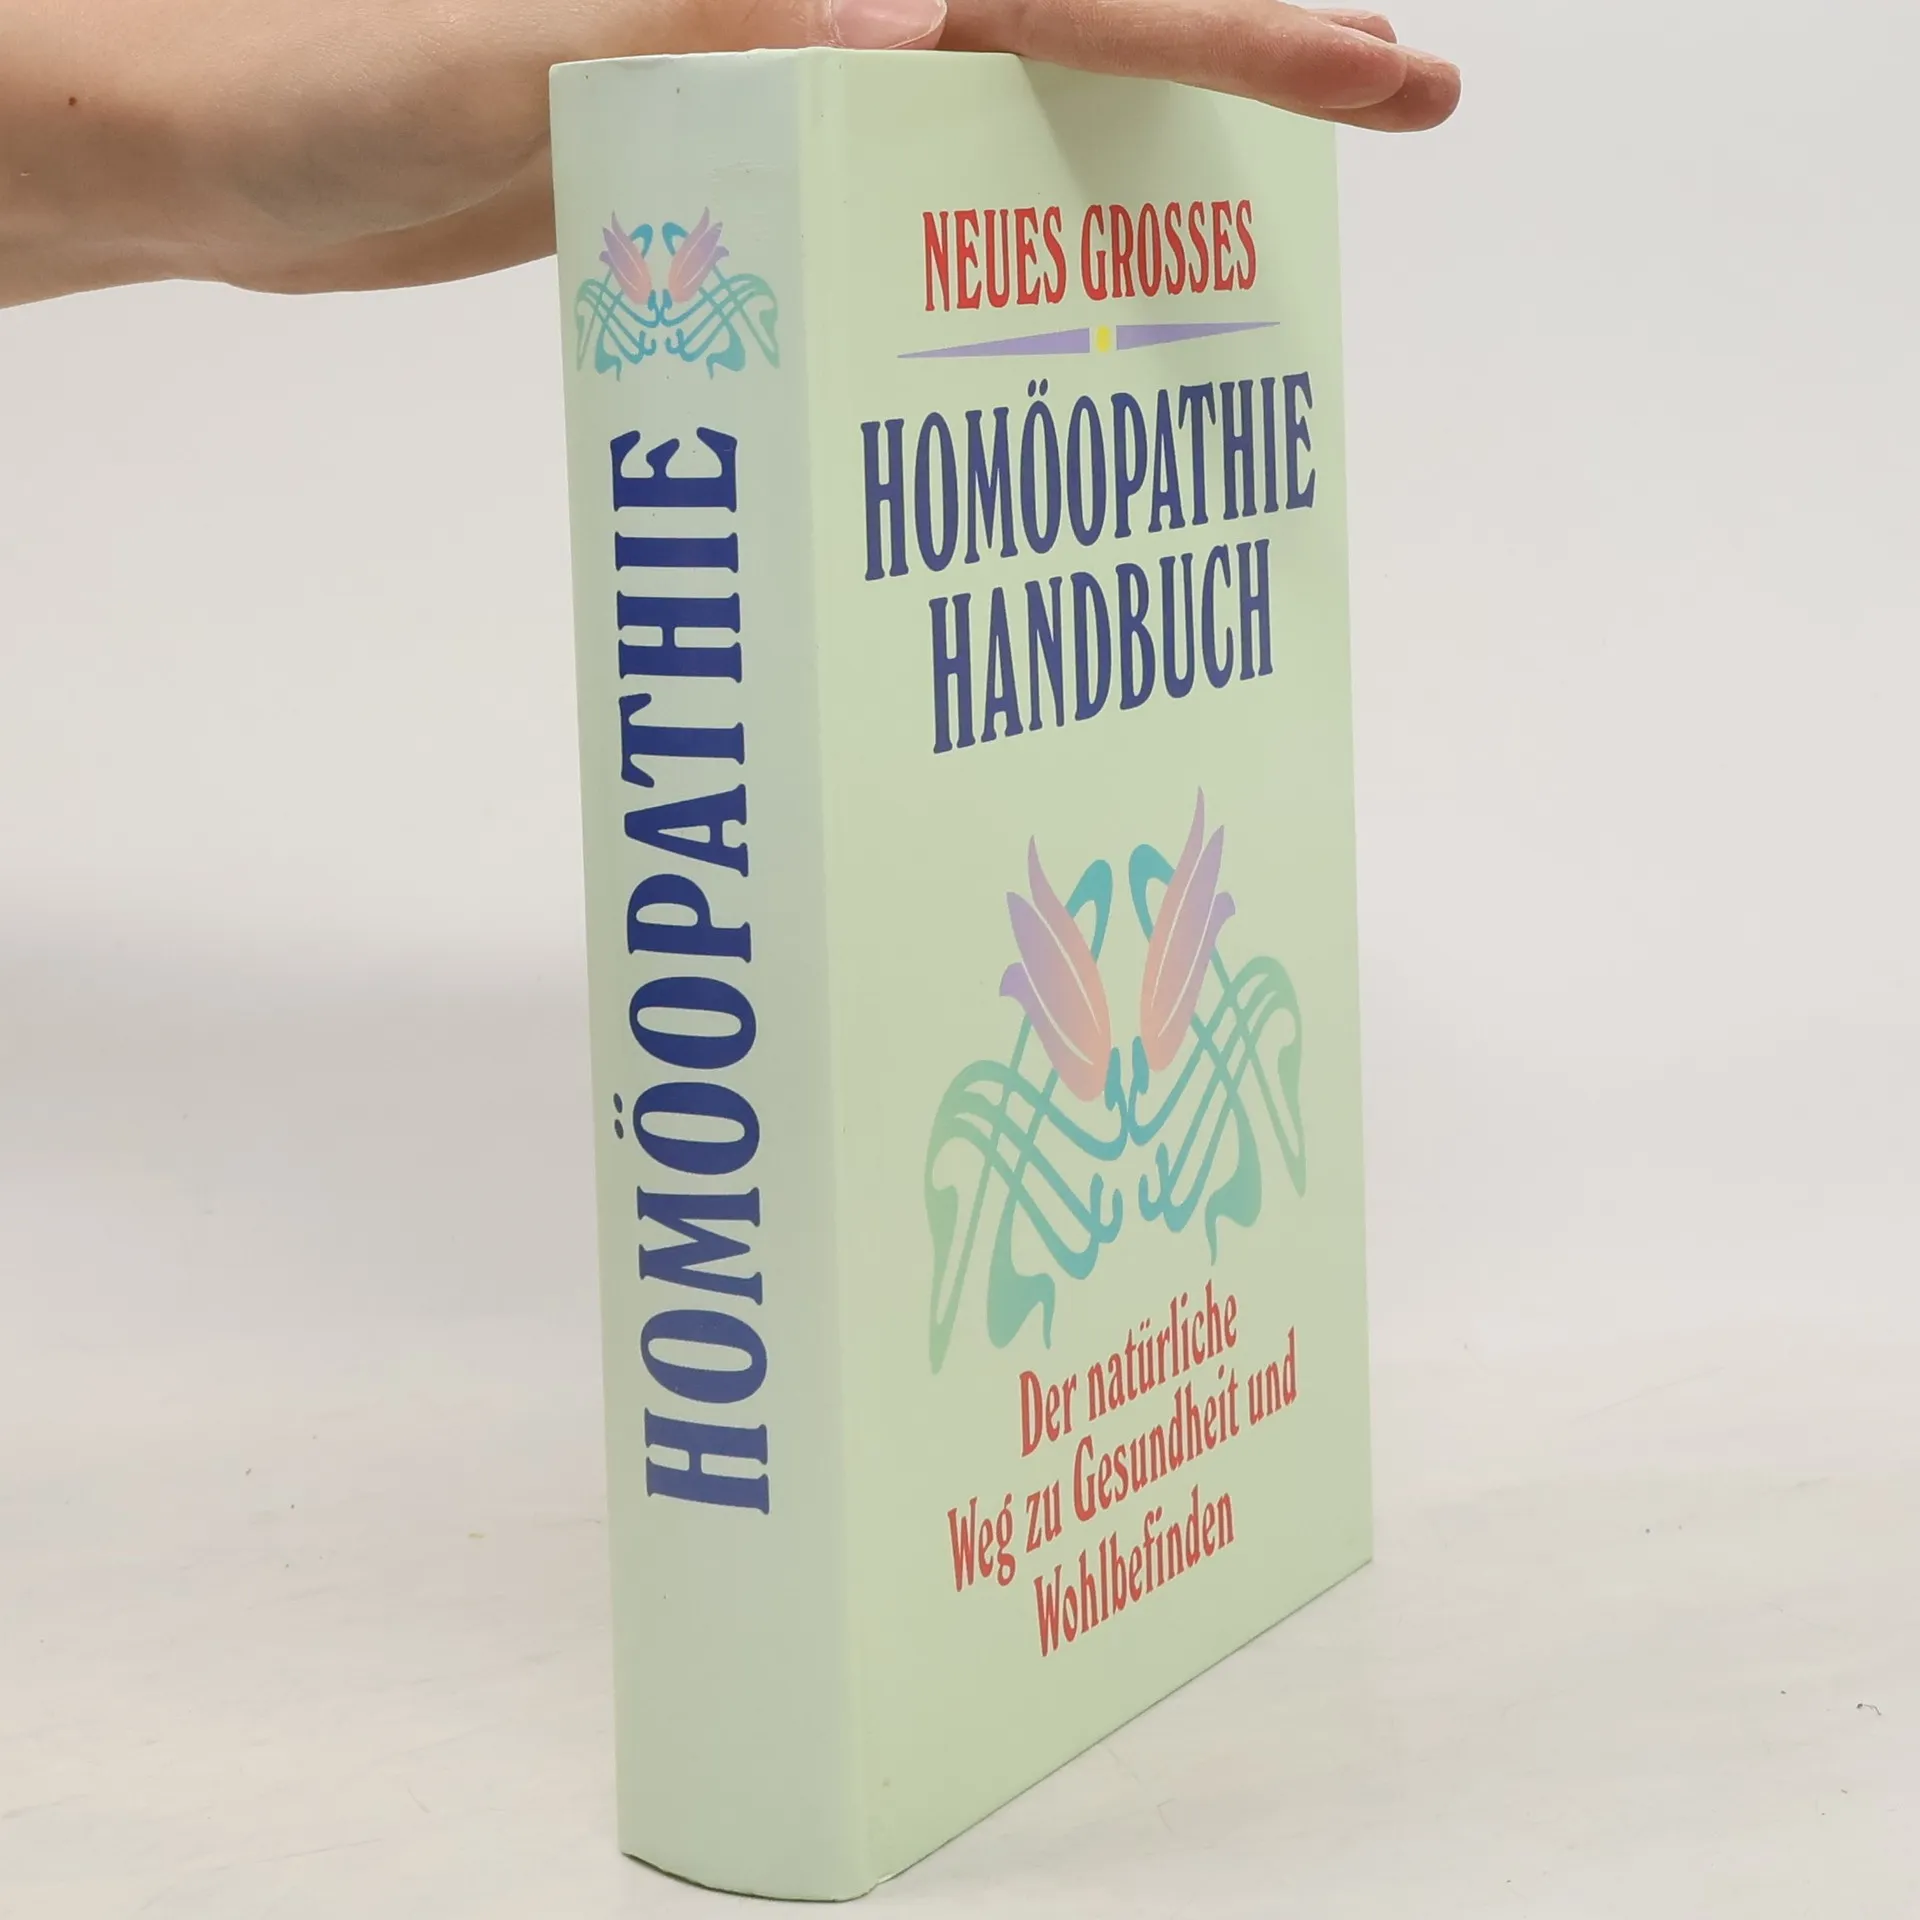 HOMÖOPATHIE
NEUES GROSSES
HOMÖOPATHIE
HANDBUCH
Der natürliche
Weg zu Gesundheit und
Wohlbefinden